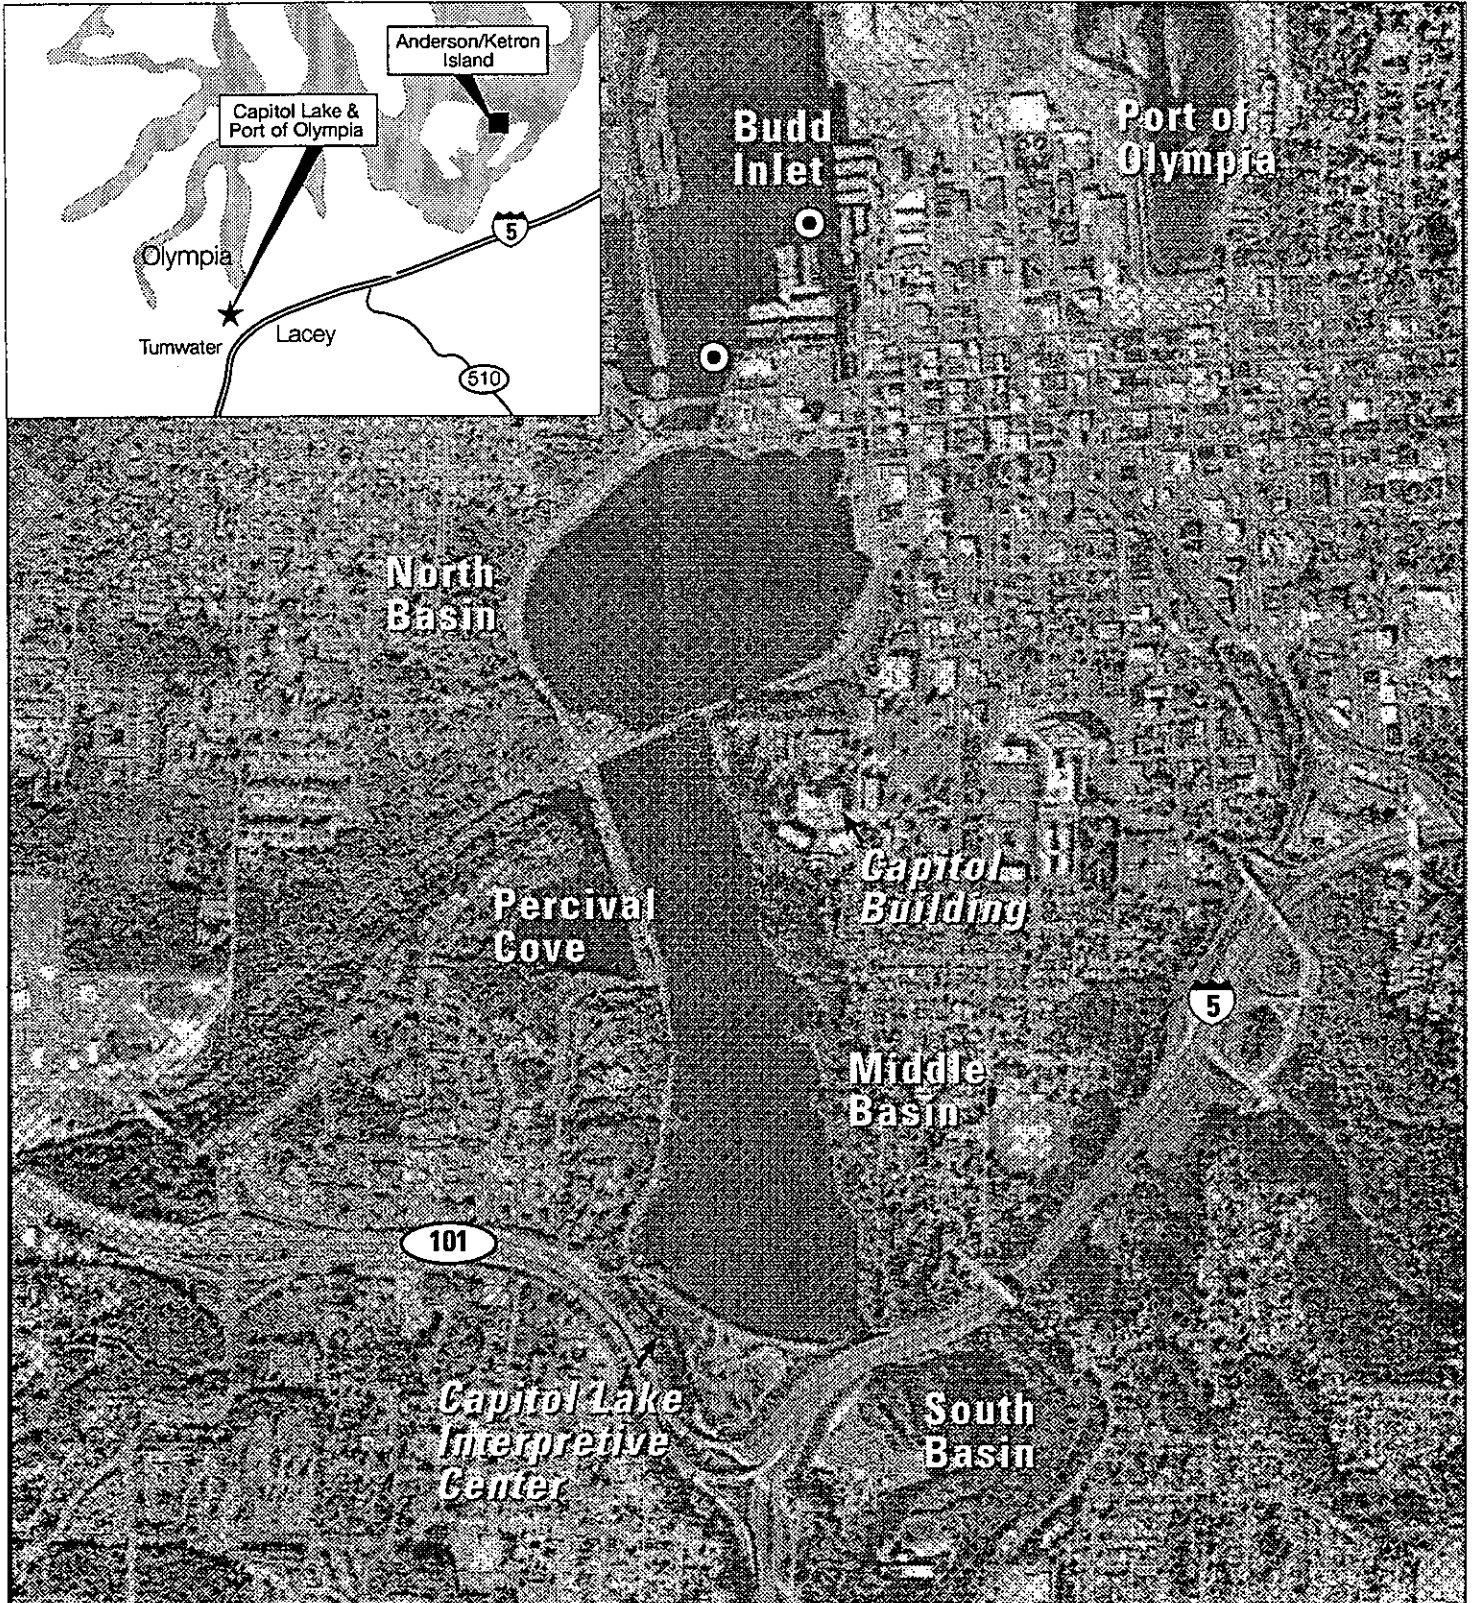 Anderson/Ketron
Island
Capitol Lake &
Port of Olympia
5
Olympia
Lacey
Tumwater
510
Budd
Inlet
Port of
Olympia
North
Basin
Capitol
Building
Percival
Cove
5
Middle
Basin
101
Capitol Lake
Interpretive
Center
South
Basin